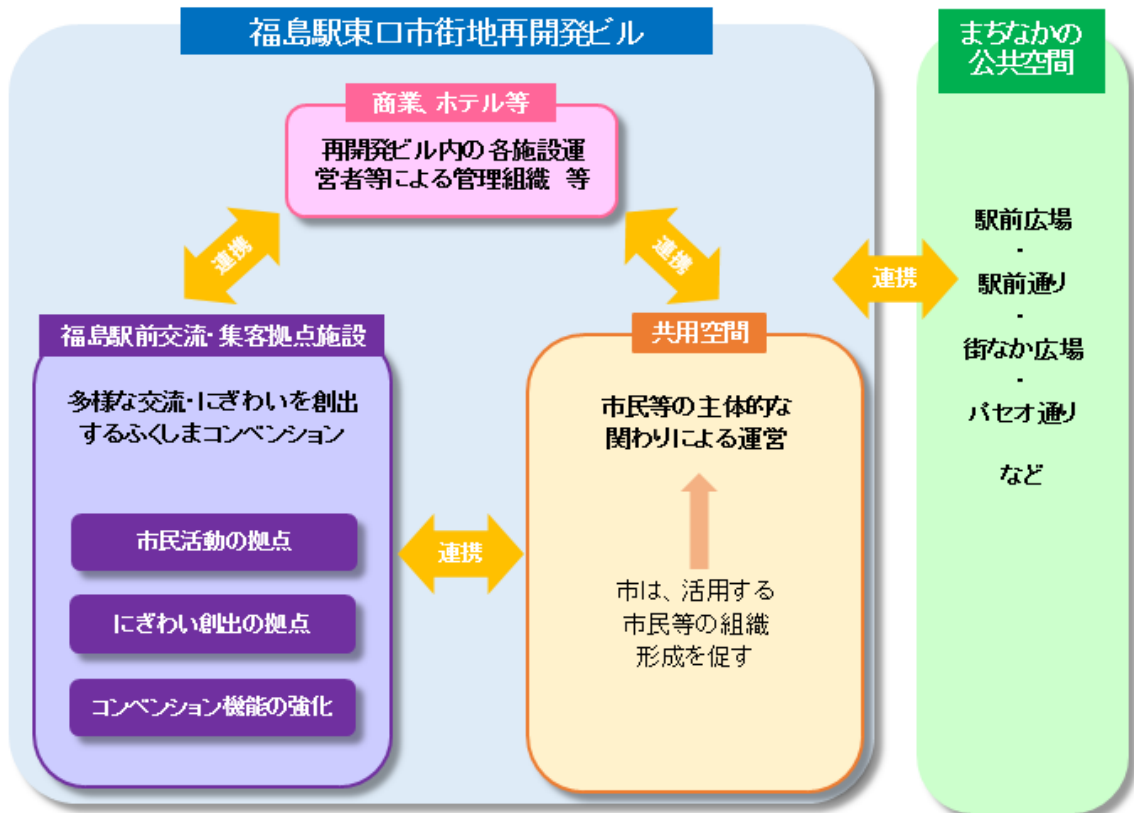 福島駅東口市街地再開発ビル
まちなかの
公共空間
商業、ホテル等
再開発ビル内の各施設運
営者等による管理組織 等
連携
連携
連携
駅前広場
・
駅前通り
・
街なか広場
・
パセオ通り
など
福島駅前交流・集客拠点施設
多様な交流・にぎわいを創出
するふくしまコンベンション
市民活動の拠点
にぎわい創出の拠点
コンベンション機能の強化
連携
共用空間
市民等の主体的な
関わりによる運営
市は、活用する
市民等の組織
形成を促す